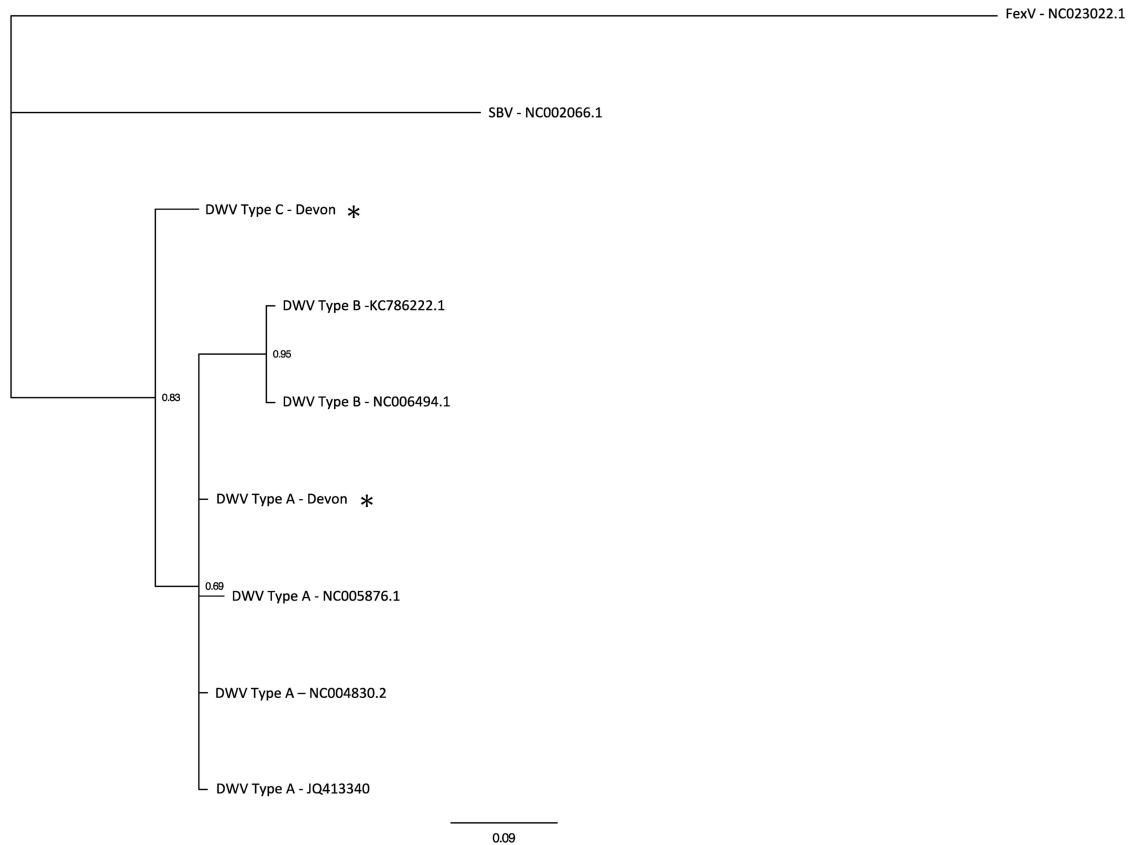 FexV - NC023022.1
SBV - NC002066.1
DWV Type C - Devon *
DWV Type B -KC786222.1
0.95
0.83
DWV Type B - NC006494.1
DWV Type A - Devon *
0.69
DWV Type A - NC005876.1
DWV Type A – NC004830.2
DWV Type A - JQ413340
0.09